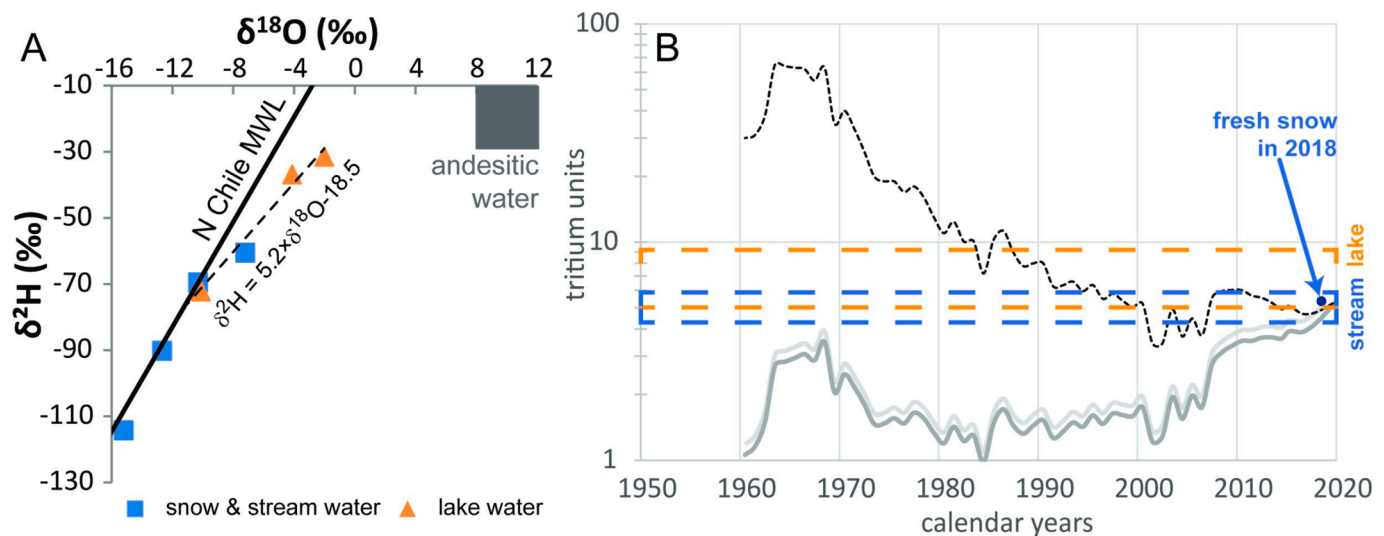 A
δ¹⁸O (‰)
-16 -12 -8 -4 0 4 8 12
-10
-30
-50
-70
-90
-110
-130
δ²H (‰)
N Chile MWL
δ²H = 5.2×δ¹⁸O-18.5
andesitic
water
snow & stream water
lake water
B
100
10
1
tritium units
fresh snow
in 2018
stream lake
1950 1960 1970 1980 1990 2000 2010 2020
calendar years